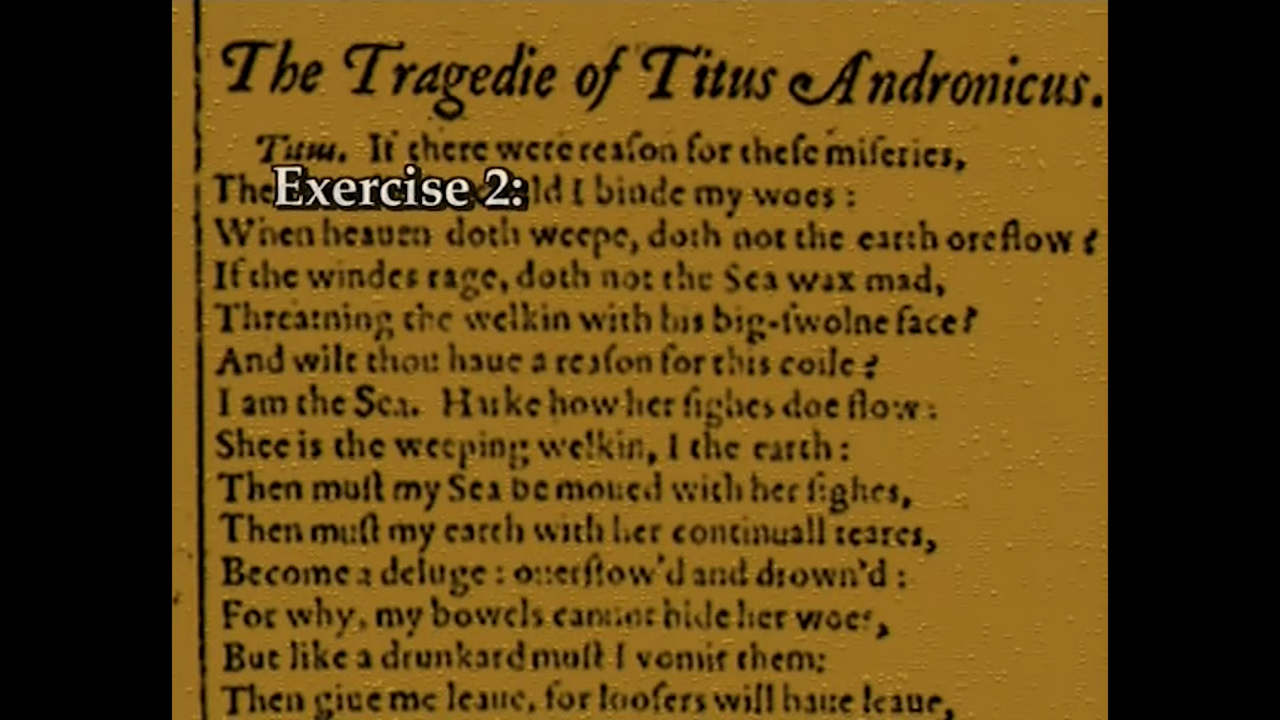 The Tragedie of Titus Andronicus.
Titus. If there were reason for these miseries,
Exercise 2:
I binde my woes :
When heauen doth weepe, doth not the earth oreflow ?
If the windes rage, doth not the Sea wax mad,
Threatning the welkin with his big-ſwolne face?
And wilt thou haue a reaſon for this coile ?
I am the Sea. Harke how her ſighes doe flow :
Shee is the weeping welkin, I the earth :
Then muſt my Sea be moued with her ſighes,
Then muſt my earth with her continuall teares,
Become a deluge : ouerflow'd and drown'd :
For why, my bowels cannot hide her woes,
But like a drunkard muſt I vomit them:
Then giue me leaue, for looſers will haue leaue,